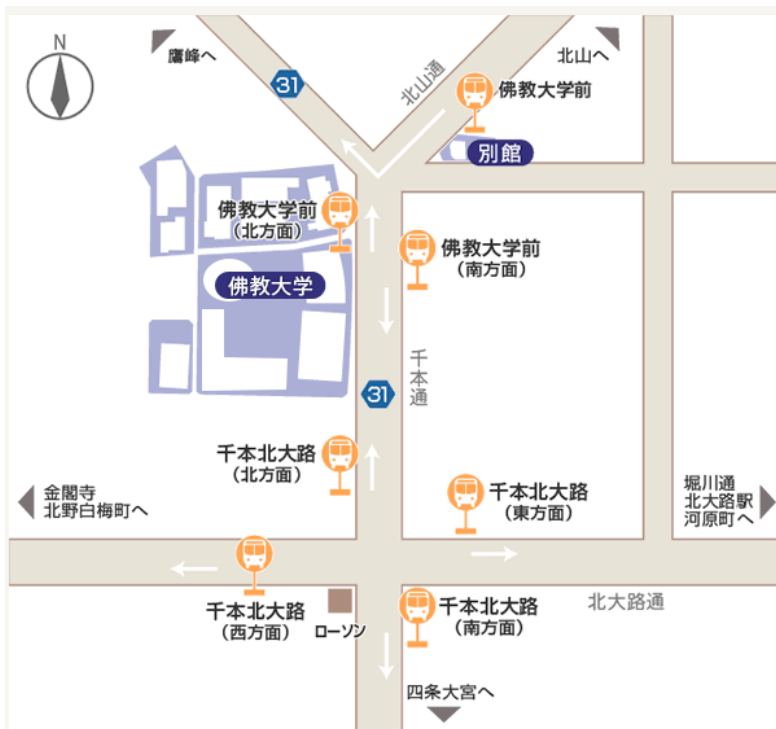 N
鷹峰へ
31
北山通
北山へ
佛教大学前
別館
佛教大学前
(北方面)
佛教大学前
(南方面)
佛教大学
千本通
31
千本北大路
(北方面)
金閣寺
北野白梅町へ
千本北大路
(東方面)
堀川通
北大路駅
河原町へ
千本北大路
(西方面)
ローソン
千本北大路
(南方面)
北大路通
四条大宮へ